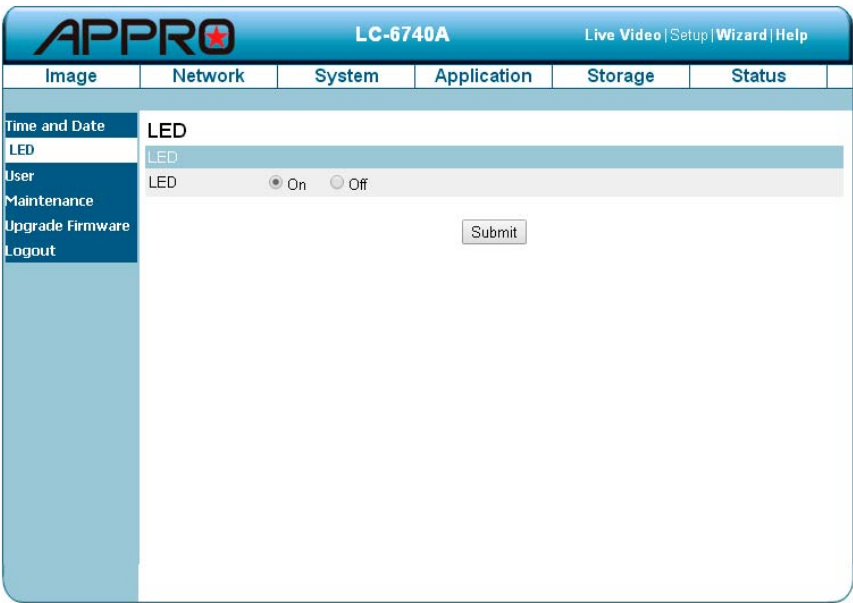 APPRO LC-6740A Live Video|Setup|Wizard|Help
Image Network System Application Storage Status
Time and Date
LED
User
Maintenance
Upgrade Firmware
Logout
LED
LED
LED On Off
Submit